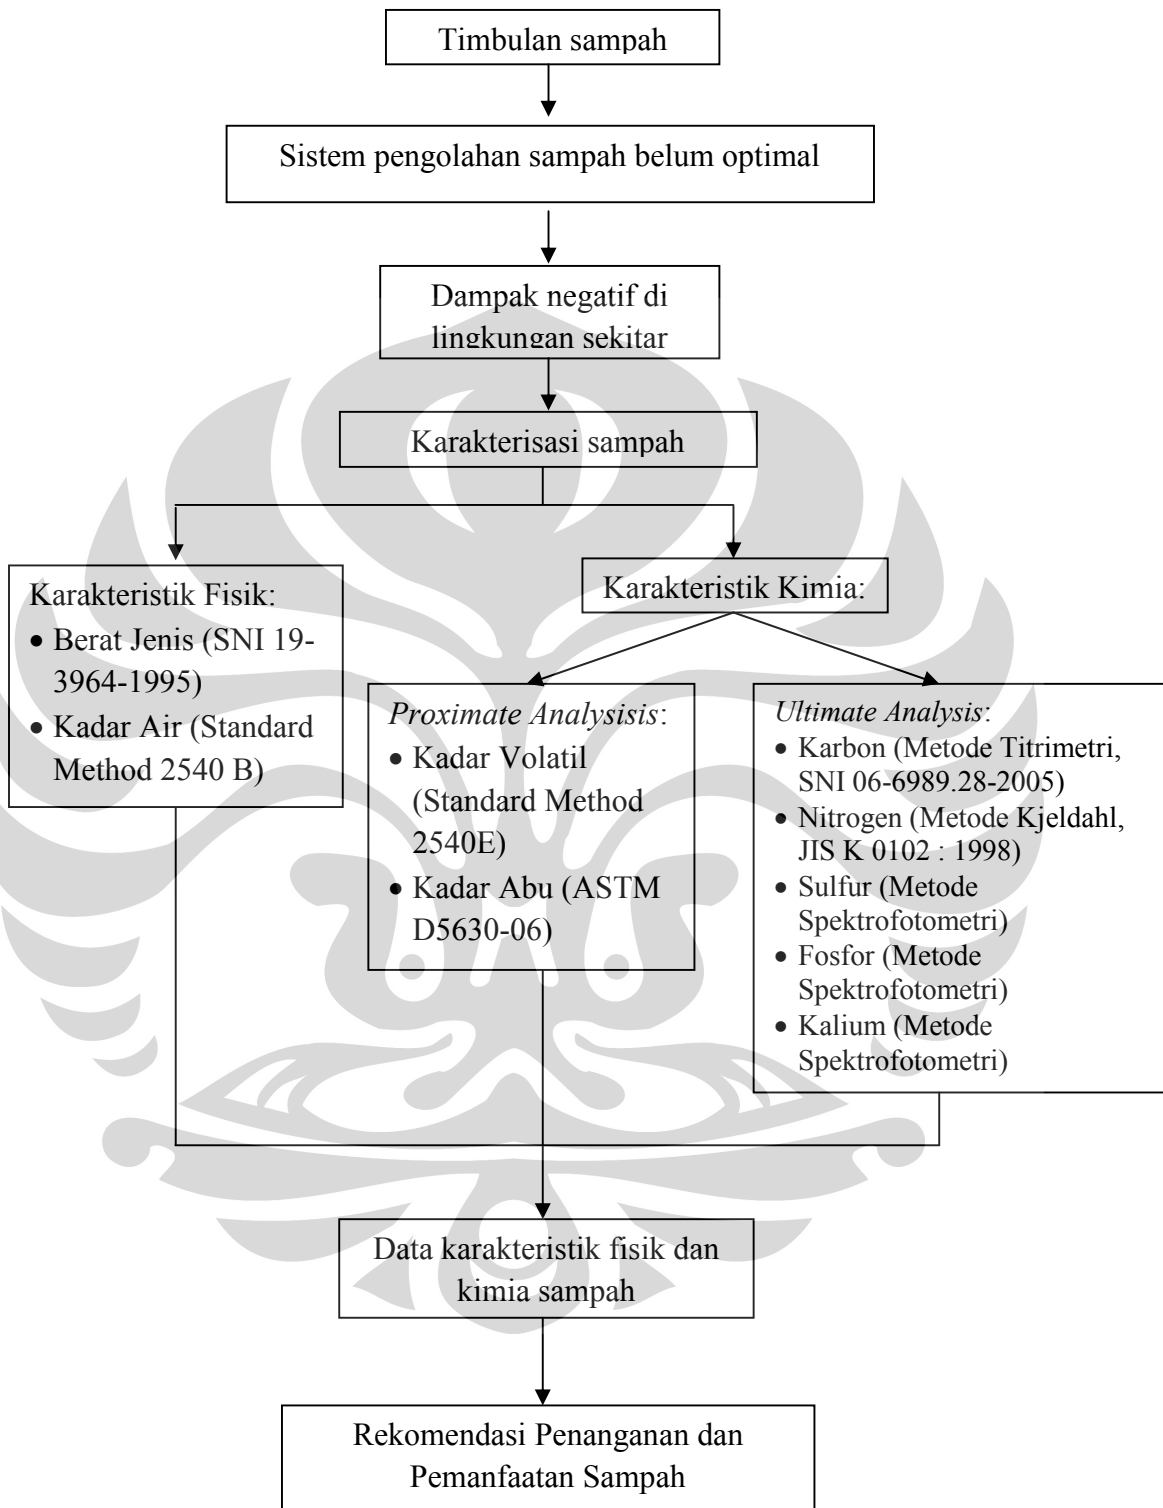 Timbulan sampah
Sistem pengolahan sampah belum optimal
Dampak negatif di
lingkungan sekitar
Karakterisasi sampah
Karakteristik Fisik:
• Berat Jenis (SNI 19-
3964-1995)
• Kadar Air (Standard
Method 2540 B)
Karakteristik Kimia:
Proximate Analysisis:
• Kadar Volatil
(Standard Method
2540E)
• Kadar Abu (ASTM
D5630-06)
Ultimate Analysis:
• Karbon (Metode Titrimetri,
SNI 06-6989.28-2005)
• Nitrogen (Metode Kjeldahl,
JIS K 0102 : 1998)
• Sulfur (Metode
Spektrofotometri)
• Fosfor (Metode
Spektrofotometri)
• Kalium (Metode
Spektrofotometri)
Data karakteristik fisik dan
kimia sampah
Rekomendasi Penanganan dan
Pemanfaatan Sampah